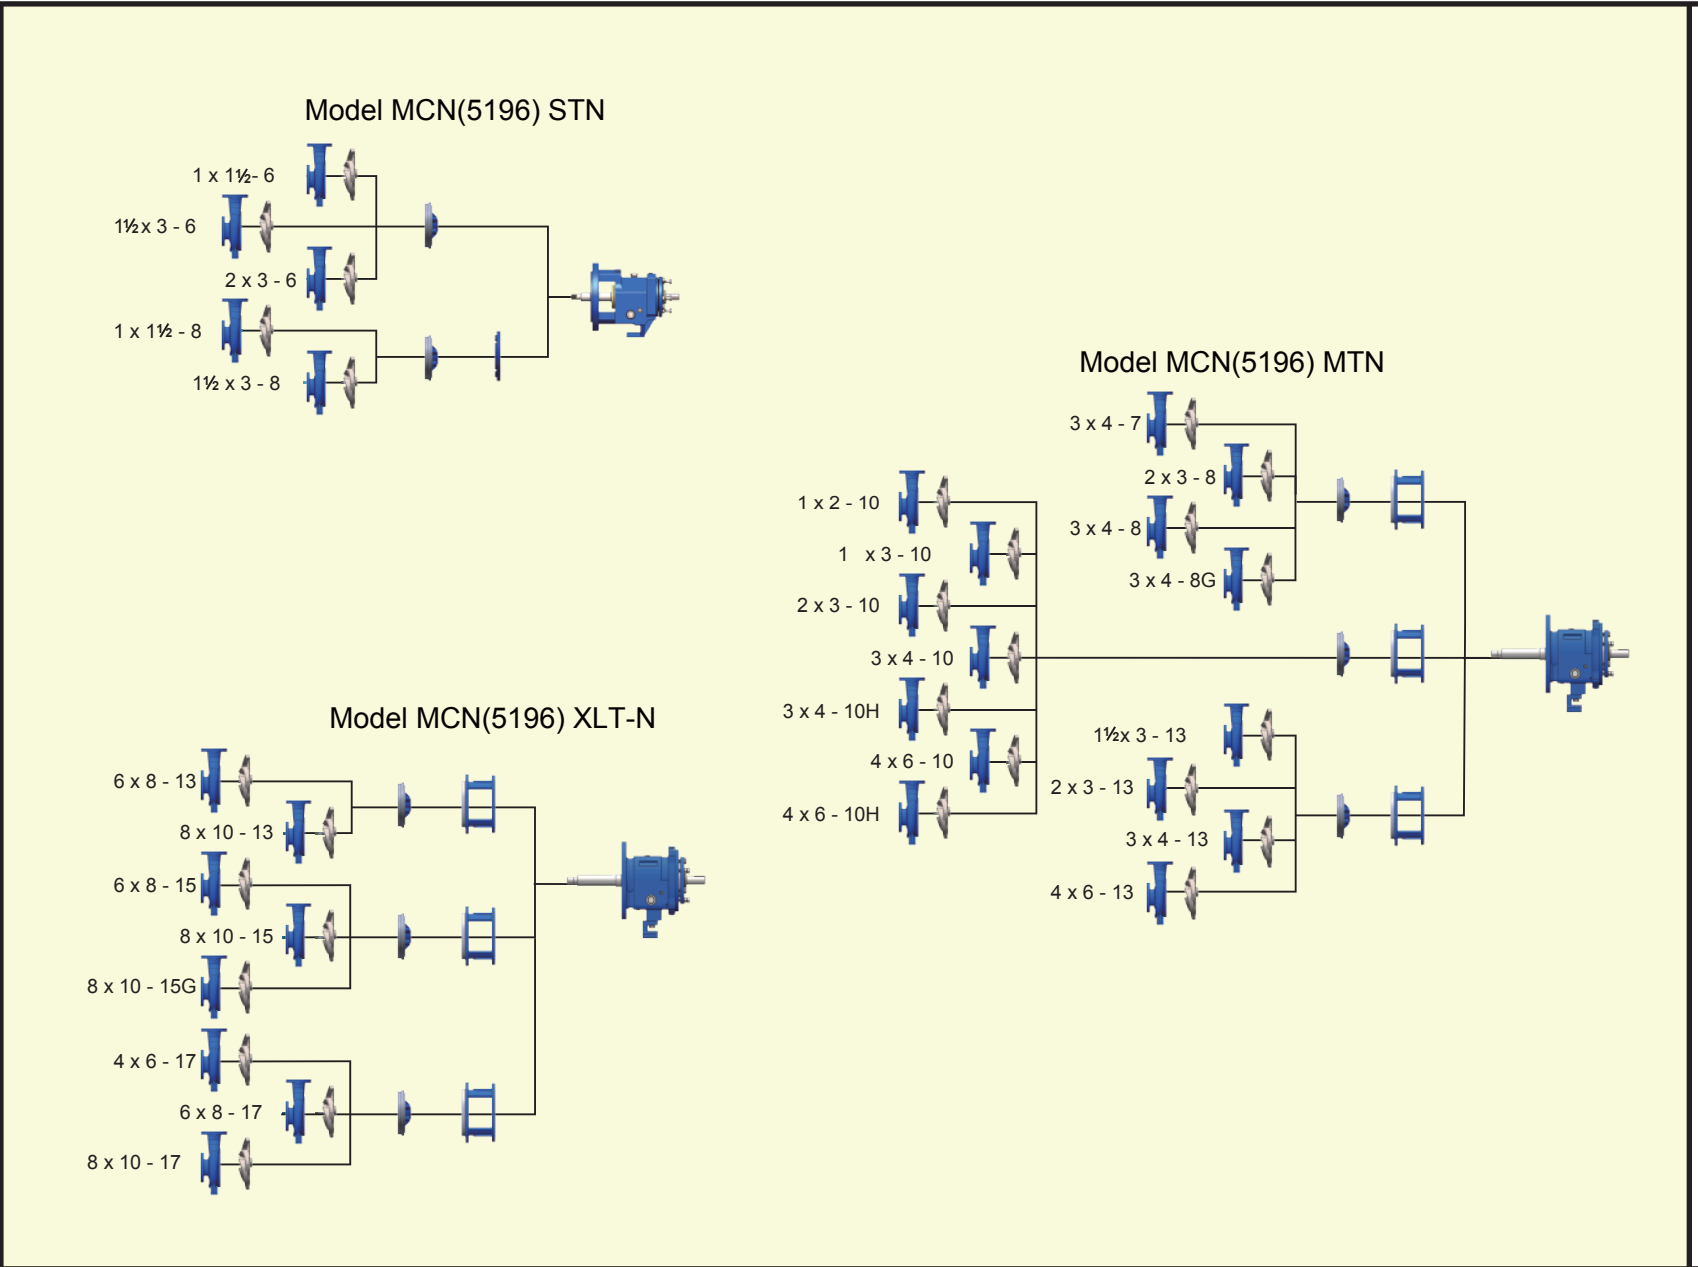 Model MCN(5196) STN
1 x 1½- 6
1½x 3 - 6
2 x 3 - 6
1 x 1½ - 8
1½ x 3 - 8
Model MCN(5196) MTN
3 x 4 - 7
2 x 3 - 8
3 x 4 - 8
3 x 4 - 8G
1 x 2 - 10
1 x 3 - 10
2 x 3 - 10
3 x 4 - 10
3 x 4 - 10H
4 x 6 - 10
4 x 6 - 10H
1½x 3 - 13
2 x 3 - 13
3 x 4 - 13
4 x 6 - 13
Model MCN(5196) XLT-N
6 x 8 - 13
8 x 10 - 13
6 x 8 - 15
8 x 10 - 15
8 x 10 - 15G
4 x 6 - 17
6 x 8 - 17
8 x 10 - 17